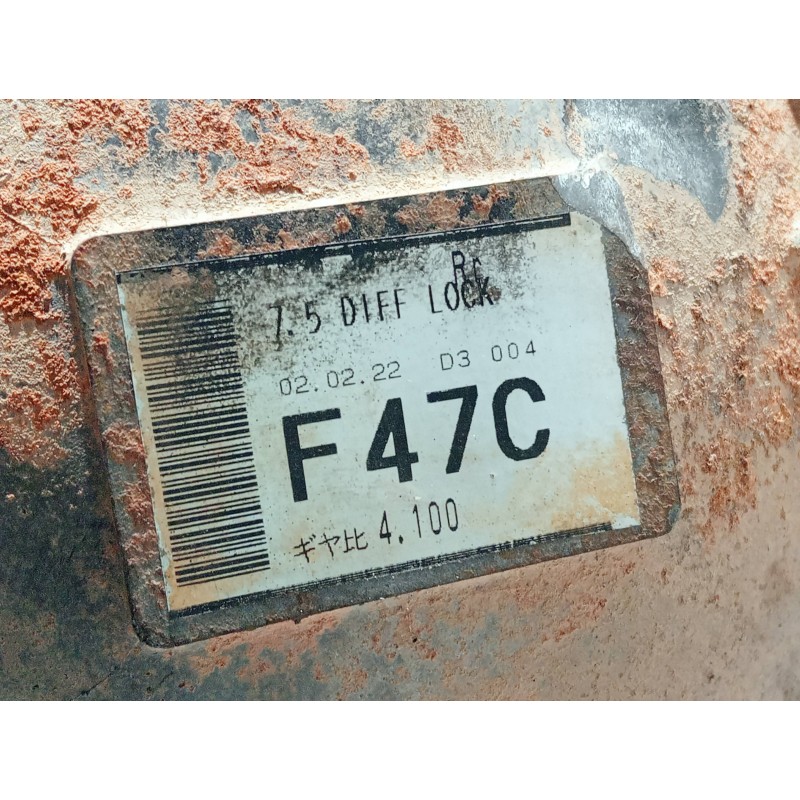 Rr
7.5 DIFF LOCK
02.02.22 D3 004
F47C
ギヤ比 4.100